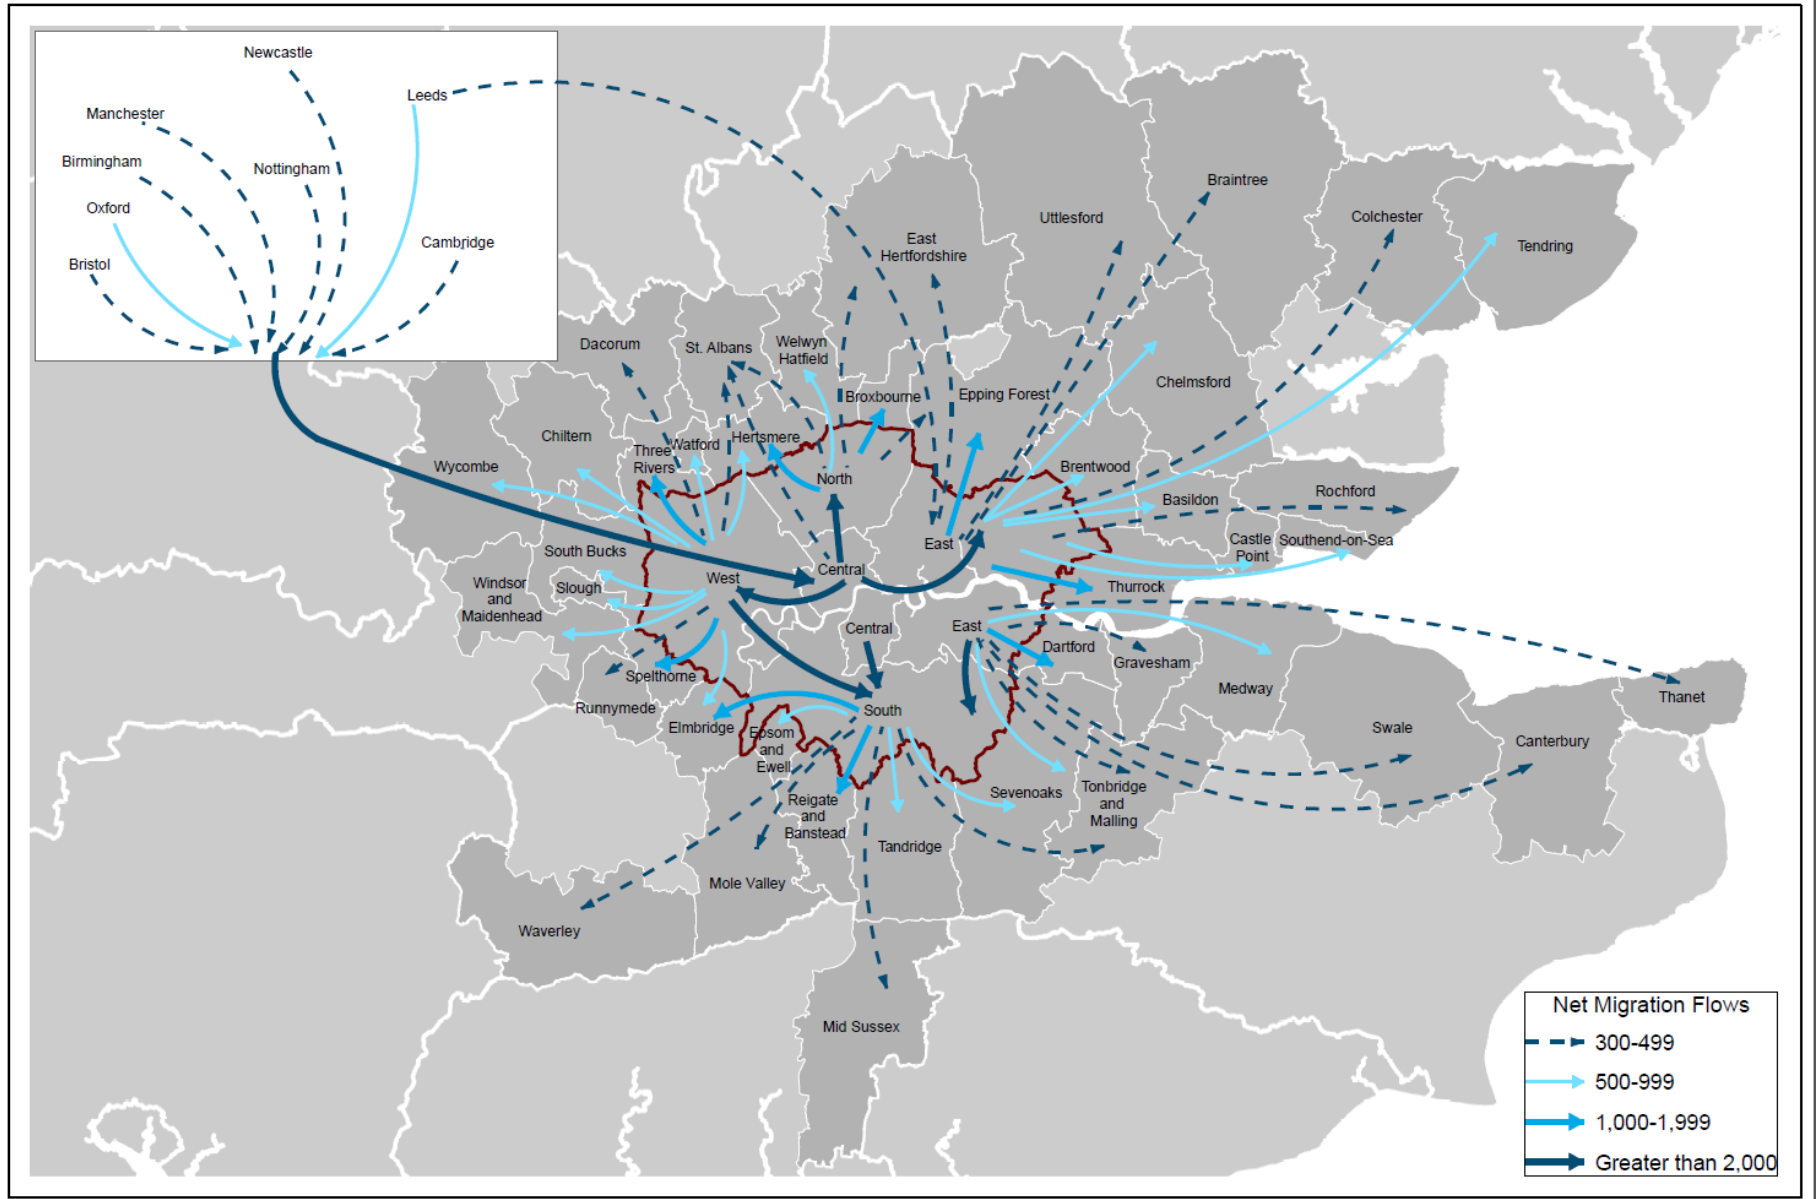 Newcastle
Leeds
Manchester
Birmingham
Nottingham
Oxford
Cambridge
Bristol
Braintree
Uttlesford
Colchester
Tendring
East
Hertfordshire
Dacorum
St. Albans
Welwyn
Hatfield
Broxbourne
Epping Forest
Chelmsford
Chiltern
Three
Rivers
Watford
Hertsmere
Wycombe
North
Brentwood
Basildon
Rochford
East
Castle
Point
Southend-on-Sea
South Bucks
Slough
Windsor
and
Maidenhead
West
Central
Thurrock
Central
East
Dartford
Gravesham
Medway
Thanet
Spelthorne
Runnymede
Elmbridge
Epsom
and
Ewell
South
Swale
Canterbury
Reigate
and
Banstead
Sevenoaks
Tonbridge
and
Malling
Tandridge
Mole Valley
Waverley
Mid Sussex
Net Migration Flows
300-499
500-999
1,000-1,999
Greater than 2,000